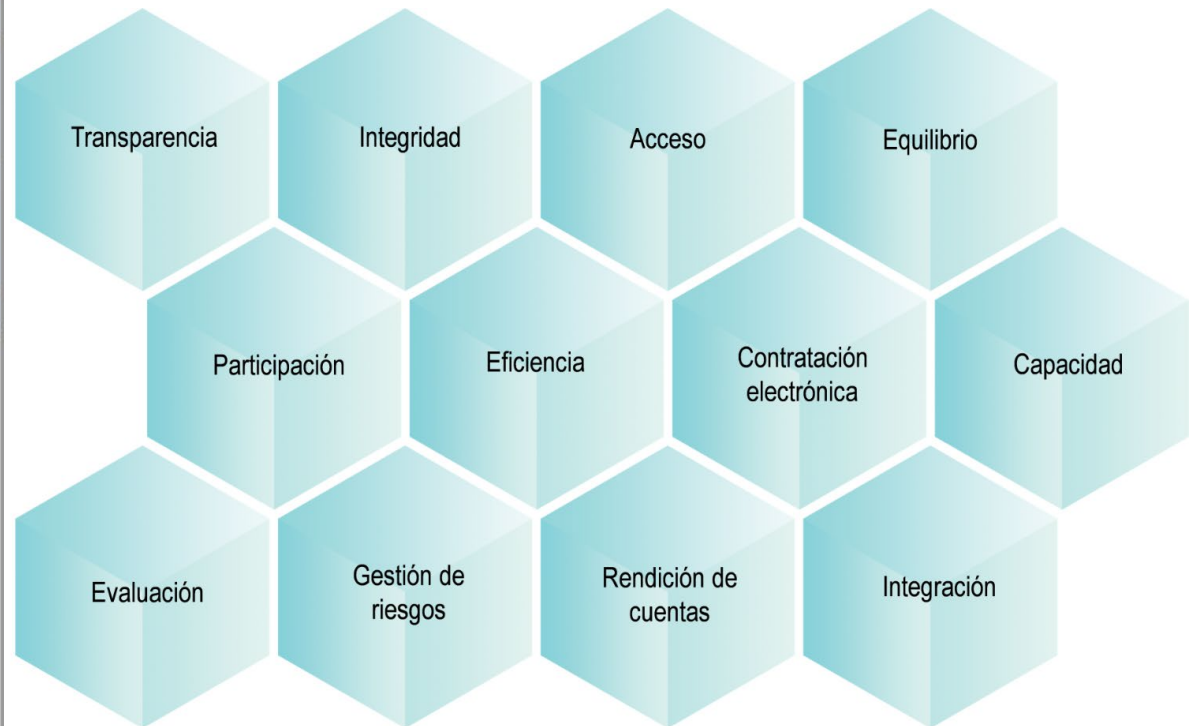 Transparencia
Integridad
Acceso
Equilibrio
Participación
Eficiencia
Contratación
electrónica
Capacidad
Evaluación
Gestión de
riesgos
Rendición de
cuentas
Integración